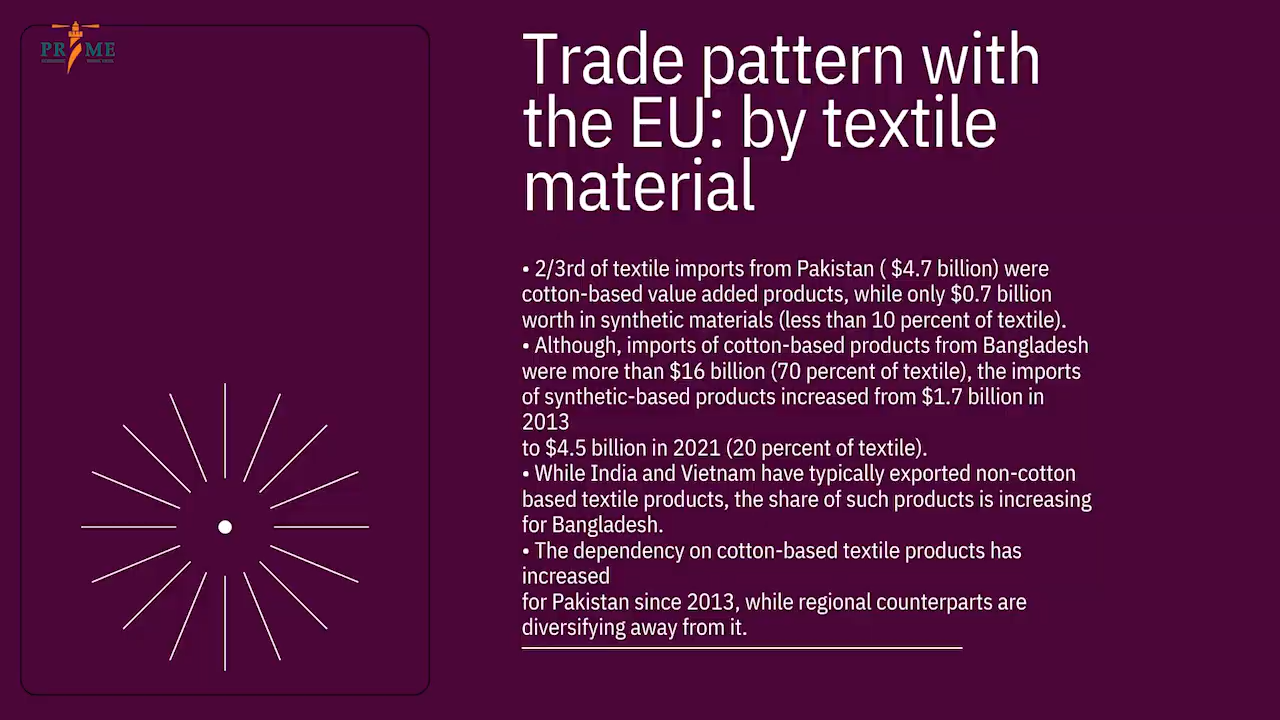 PRIME
Trade pattern with
the EU: by textile
material
• 2/3rd of textile imports from Pakistan ( $4.7 billion) were
cotton-based value added products, while only $0.7 billion
worth in synthetic materials (less than 10 percent of textile).
• Although, imports of cotton-based products from Bangladesh
were more than $16 billion (70 percent of textile), the imports
of synthetic-based products increased from $1.7 billion in
2013
to $4.5 billion in 2021 (20 percent of textile).
• While India and Vietnam have typically exported non-cotton
based textile products, the share of such products is increasing
for Bangladesh.
• The dependency on cotton-based textile products has
increased
for Pakistan since 2013, while regional counterparts are
diversifying away from it.